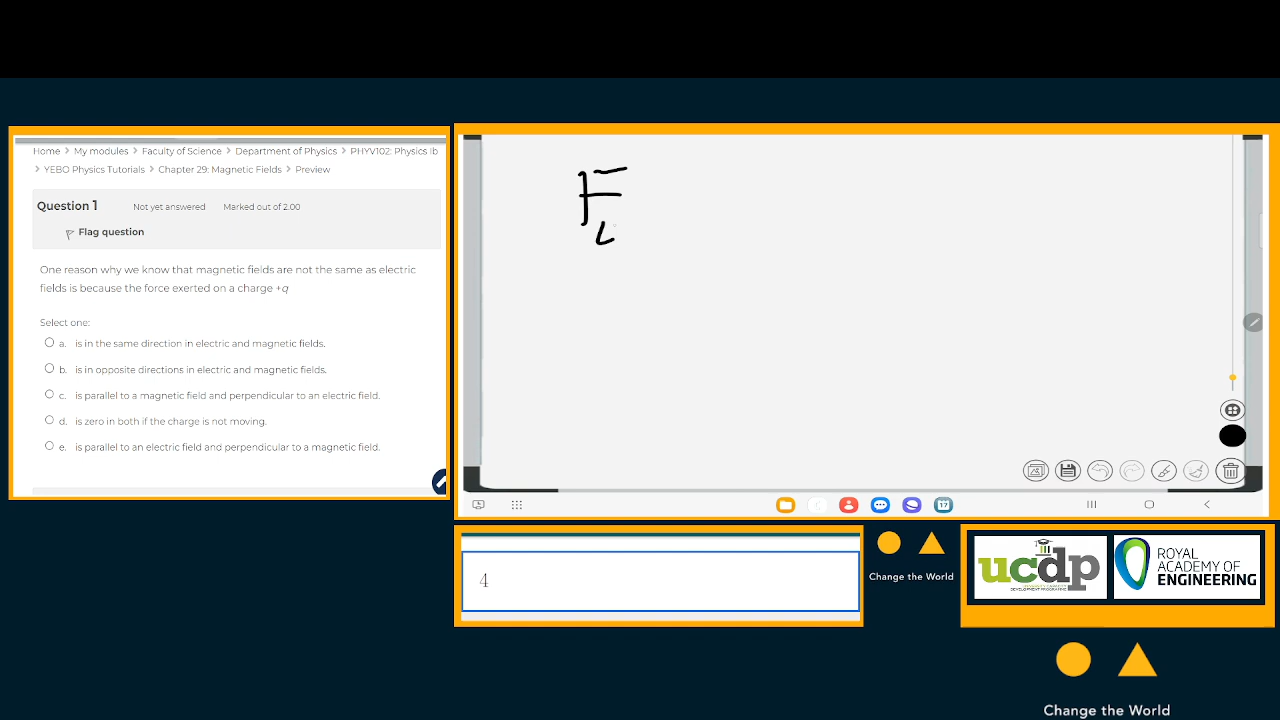 Home > My modules > Faculty of Science > Department of Physics > PHYV102: Physics Ib
> YEBO Physics Tutorials > Chapter 29: Magnetic Fields > Preview
Question 1 Not yet answered Marked out of 2.00
Flag question
One reason why we know that magnetic fields are not the same as electric
fields is because the force exerted on a charge +q
Select one:
a. is in the same direction in electric and magnetic fields.
b. is in opposite directions in electric and magnetic fields.
c. is parallel to a magnetic field and perpendicular to an electric field.
d. is zero in both if the charge is not moving.
e. is parallel to an electric field and perpendicular to a magnetic field.
F
17
4
Change the World
ucdp
ROYAL
ACADEMY OF
ENGINEERING
Change the World